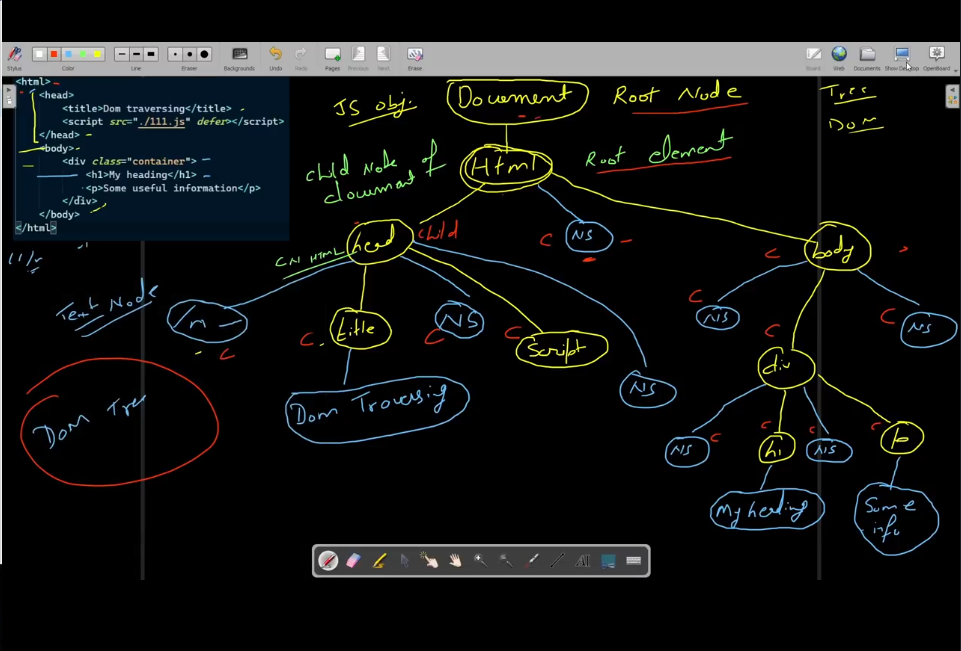 Stylus
Color
Line
Eraser
Backgrounds
Undo
Redo
Pages
Previous
Next
Erase
Board
Web
Documents
Show Desktop
OpenBoard
<html>
<head>
<title>Dom traversing</title>
<script src="./111.js" defer></script>
</head>
<body>
<div class="container">
<h1>My heading</h1>
<p>Some useful information</p>
</div>
</body>
</html>
JS obj:
Document
Root Node
Tree
DOM
Child Node
of
document
Html
Root element
CN HTML
head
child
C
NS
C
body
Text Node
\n
C
C
title
C
NS
C
Script
NS
C
NS
C
NS
C
div
Dom Traversing
NS
C
C
h1
C
NS
C
p
My heading
Some
info
Dom Tree